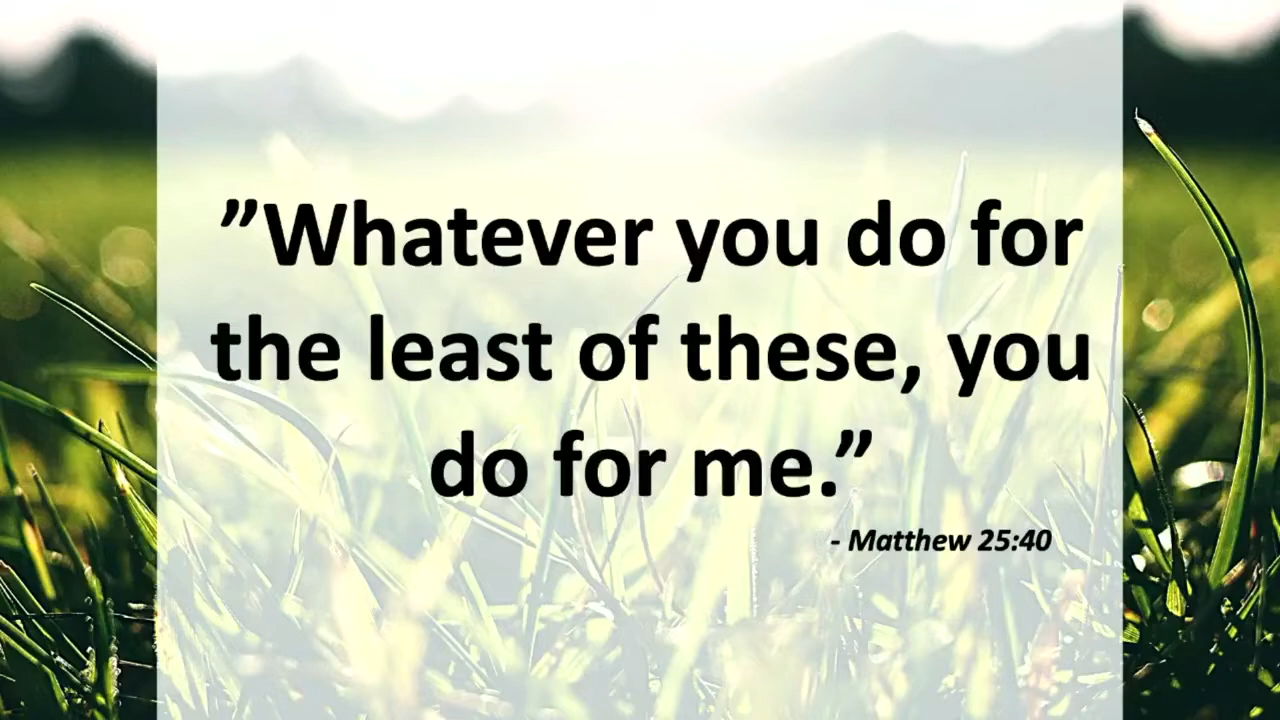 ”Whatever you do for
the least of these, you
do for me.”
- Matthew 25:40